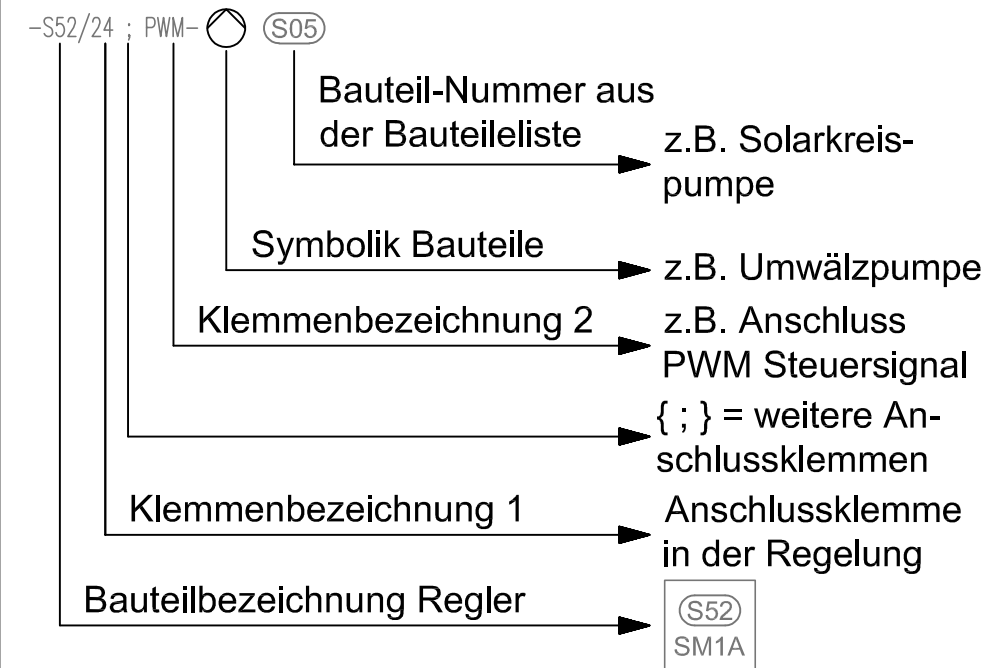 -S52/24 ; PWM- S05
Bauteil-Nummer aus
der Bauteileliste
z.B. Solarkreis-
pumpe
Symbolik Bauteile
z.B. Umwälzpumpe
Klemmenbezeichnung 2
z.B. Anschluss
PWM Steuersignal
{ ; } = weitere An-
schlussklemmen
Klemmenbezeichnung 1
Anschlussklemme
in der Regelung
Bauteilbezeichnung Regler
S52
SM1A